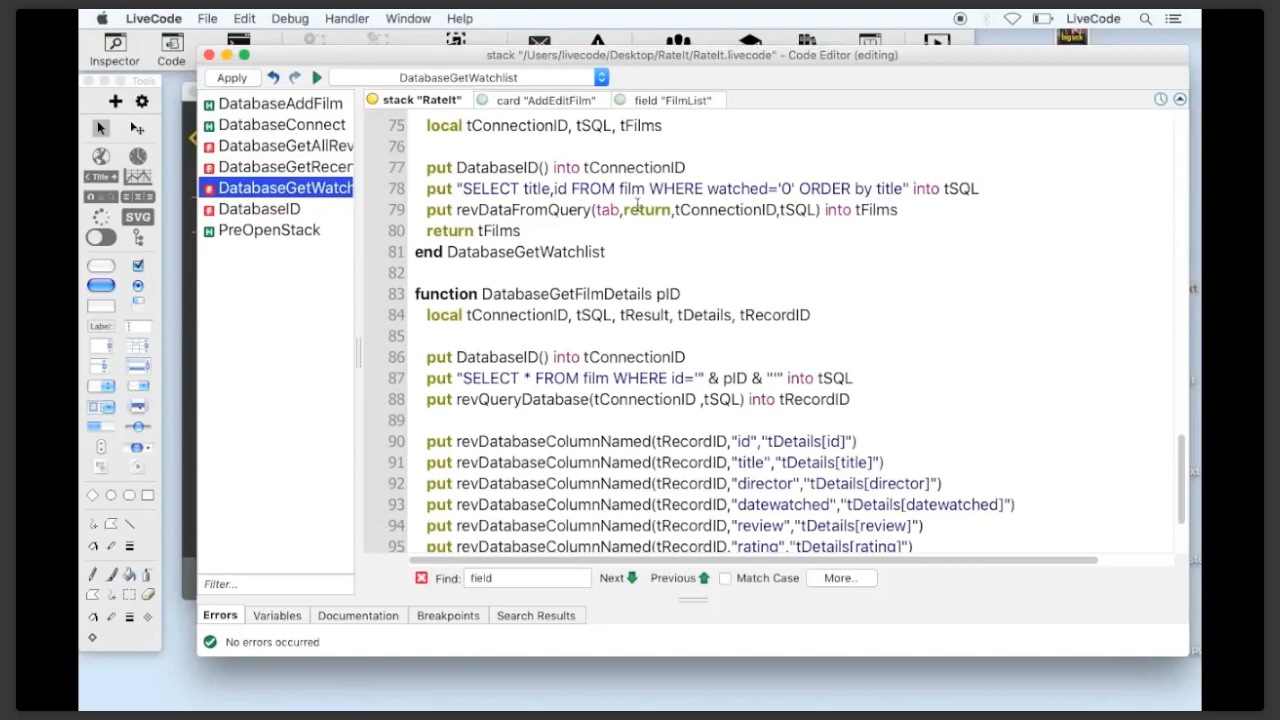 LiveCode File Edit Debug Handler Window Help LiveCode
Inspector Code
stack "/Users/livecode/Desktop/RateIt/RateIt.livecode" - Code Editor (editing)
Tools
Apply DatabaseGetWatchlist
DatabaseAddFilm
DatabaseConnect
DatabaseGetAllRev
DatabaseGetRecen
DatabaseGetWatch
DatabaseID
PreOpenStack
Filter...
Title
SVG
Label:
stack "RateIt" card "AddEditFilm" field "FilmList"
75 local tConnectionID, tSQL, tFilms
76
77 put DatabaseID() into tConnectionID
78 put "SELECT title,id FROM film WHERE watched='0' ORDER by title" into tSQL
79 put revDataFromQuery(tab,return,tConnectionID,tSQL) into tFilms
80 return tFilms
81 end DatabaseGetWatchlist
82
83 function DatabaseGetFilmDetails pID
84 local tConnectionID, tSQL, tResult, tDetails, tRecordID
85
86 put DatabaseID() into tConnectionID
87 put "SELECT * FROM film WHERE id='" & pID & "'" into tSQL
88 put revQueryDatabase(tConnectionID ,tSQL) into tRecordID
89
90 put revDatabaseColumnNamed(tRecordID,"id","tDetails[id]")
91 put revDatabaseColumnNamed(tRecordID,"title","tDetails[title]")
92 put revDatabaseColumnNamed(tRecordID,"director","tDetails[director]")
93 put revDatabaseColumnNamed(tRecordID,"datewatched","tDetails[datewatched]")
94 put revDatabaseColumnNamed(tRecordID,"review","tDetails[review]")
95 put revDatabaseColumnNamed(tRecordID,"rating","tDetails[rating]")
Find: field Next Previous Match Case More..
Errors Variables Documentation Breakpoints Search Results
No errors occurred